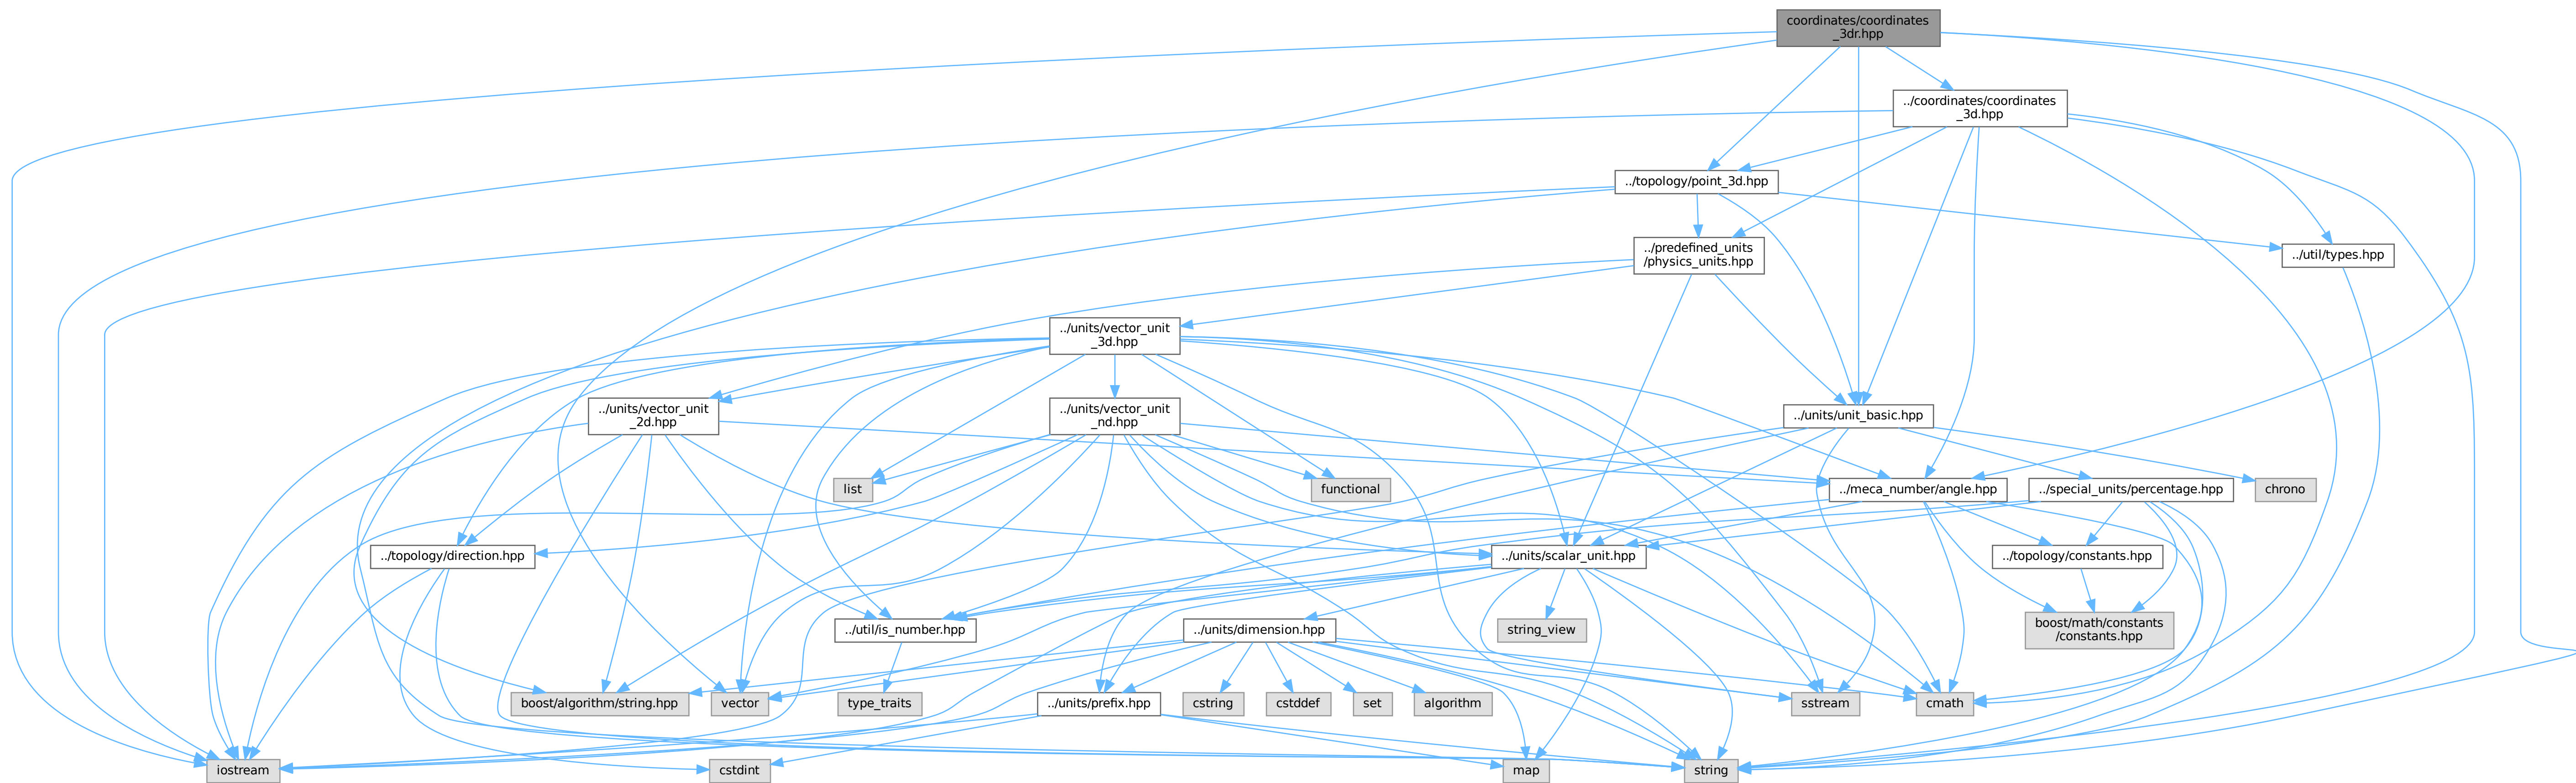 coordinates/coordinates
_3dr.hpp
../coordinates/coordinates
_3d.hpp
../topology/point_3d.hpp
../predefined_units
/physics_units.hpp
../util/types.hpp
../units/vector_unit
_3d.hpp
../units/vector_unit
_2d.hpp
../units/vector_unit
_nd.hpp
../units/unit_basic.hpp
list
functional
../meca_number/angle.hpp
../special_units/percentage.hpp
chrono
../topology/direction.hpp
../units/scalar_unit.hpp
../topology/constants.hpp
../util/is_number.hpp
../units/dimension.hpp
string_view
boost/math/constants
/constants.hpp
boost/algorithm/string.hpp
vector
type_traits
../units/prefix.hpp
cstring
cstddef
set
algorithm
sstream
cmath
iostream
cstdint
map
string